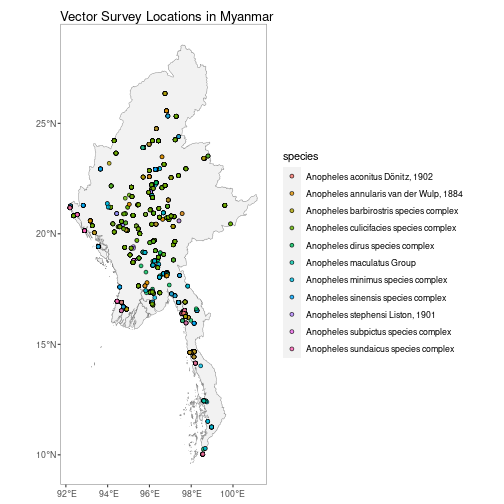 Vector Survey Locations in Myanmar
25°N
20°N
15°N
10°N
92°E
94°E
96°E
98°E
100°E
species
Anopheles aconitus Dönitz, 1902
Anopheles annularis van der Wulp, 1884
Anopheles barbirostris species complex
Anopheles culicifacies species complex
Anopheles dirus species complex
Anopheles maculatus Group
Anopheles minimus species complex
Anopheles sinensis species complex
Anopheles stephensi Liston, 1901
Anopheles subpictus species complex
Anopheles sundaicus species complex